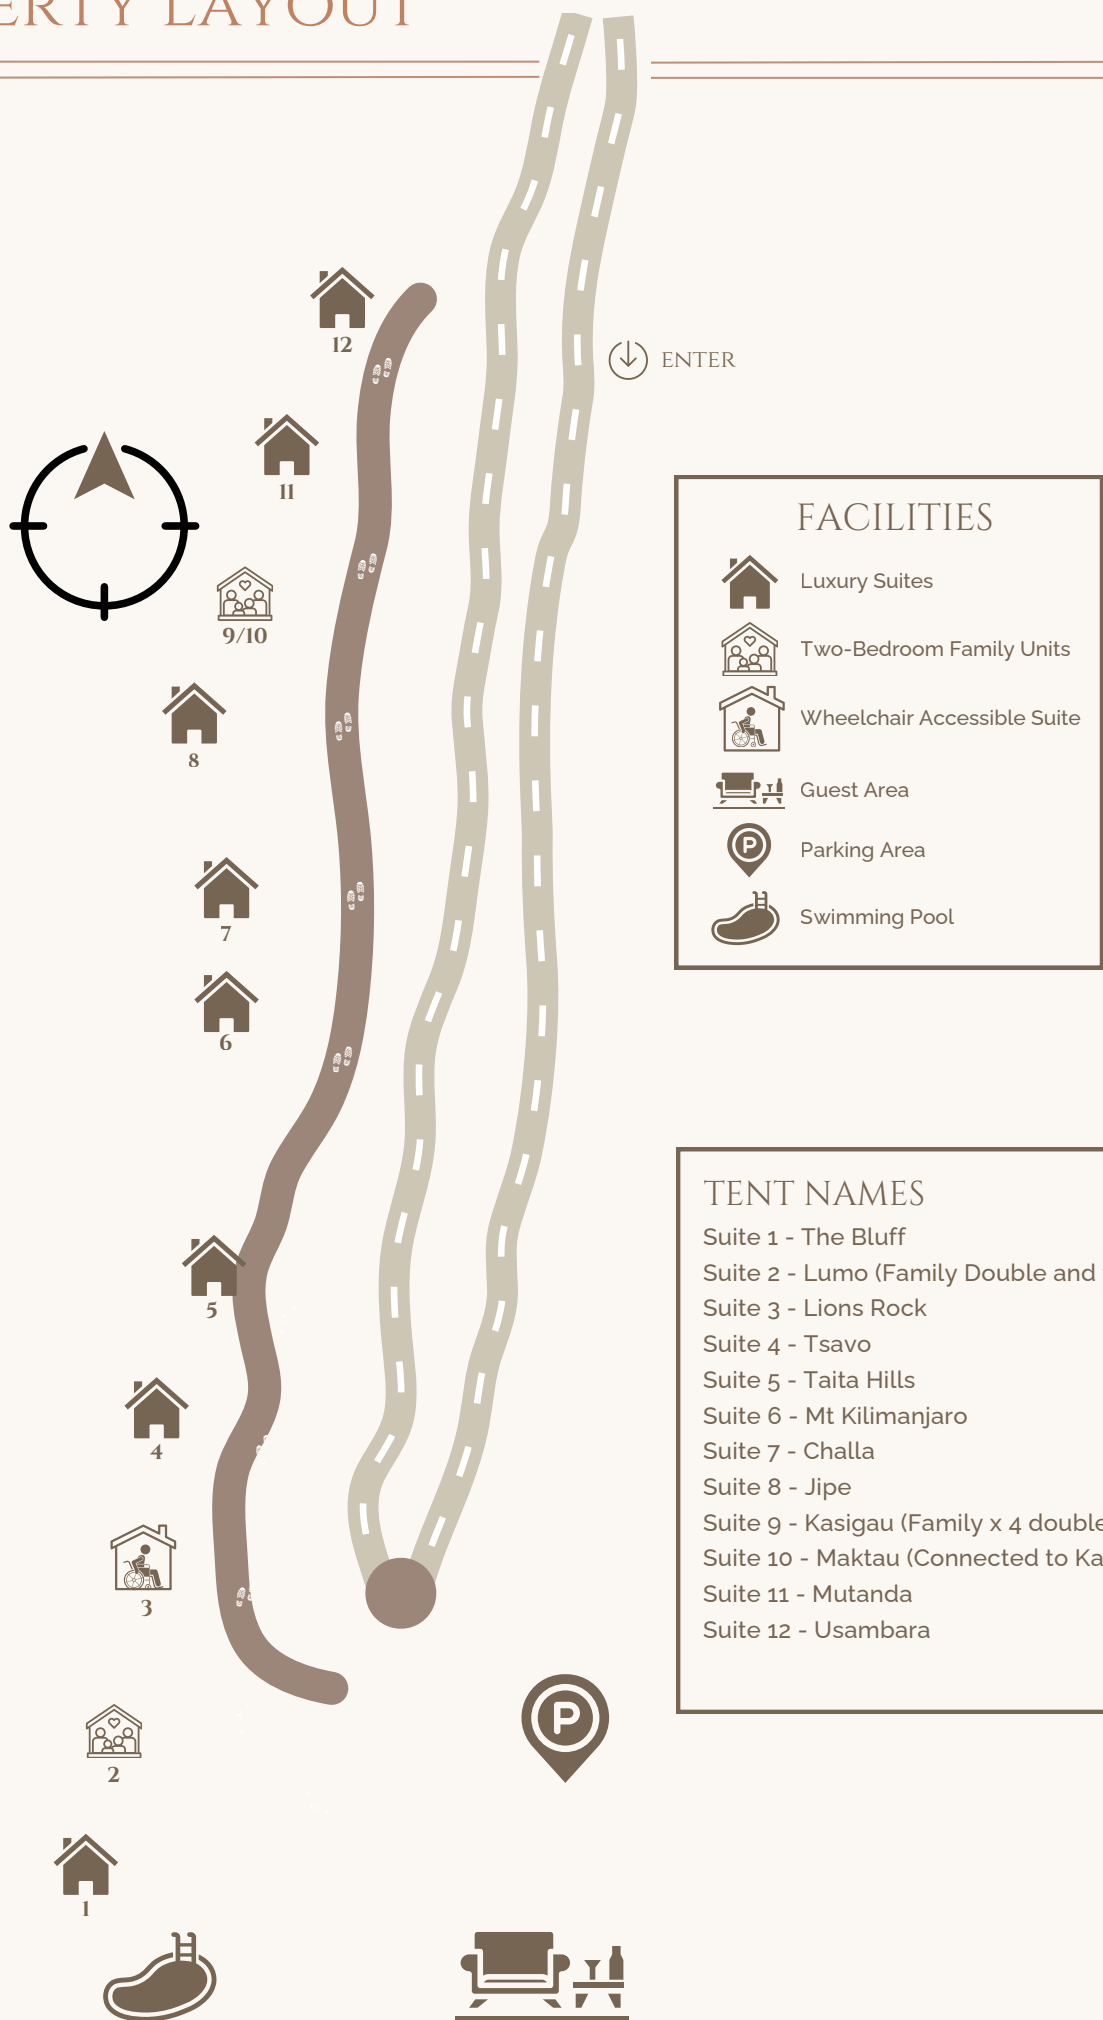 ERTY LAYOUT
12
ENTER
11
9/10
8
7
6
5
4
3
2
1
FACILITIES
Luxury Suites
Two-Bedroom Family Units
Wheelchair Accessible Suite
Guest Area
P
Parking Area
Swimming Pool
TENT NAMES
Suite 1 - The Bluff
Suite 2 - Lumo (Family Double and
Suite 3 - Lions Rock
Suite 4 - Tsavo
Suite 5 - Taita Hills
Suite 6 - Mt Kilimanjaro
Suite 7 - Challa
Suite 8 - Jipe
Suite 9 - Kasigau (Family x 4 double
Suite 10 - Maktau (Connected to Ka
Suite 11 - Mutanda
Suite 12 - Usambara
P